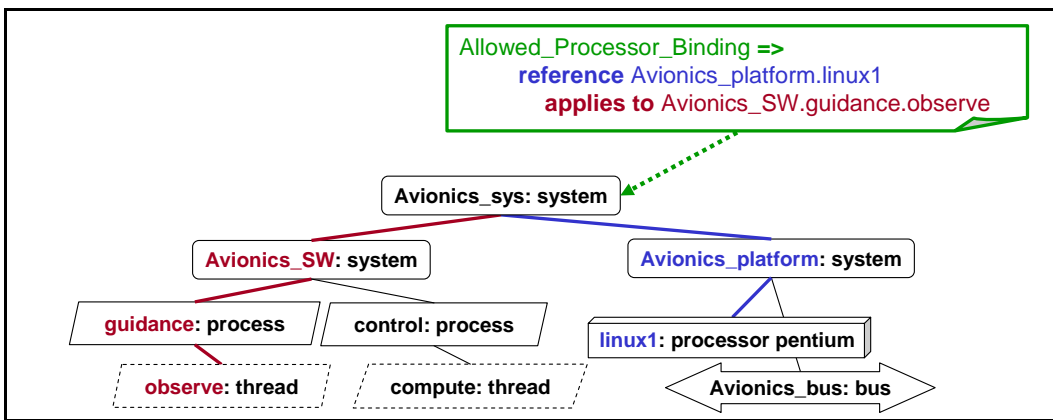 Allowed_Processor_Binding =>
reference Avionics_platform.linux1
applies to Avionics_SW.guidance.observe
Avionics_sys: system
Avionics_SW: system
Avionics_platform: system
guidance: process
control: process
linux1: processor pentium
observe: thread
compute: thread
Avionics_bus: bus